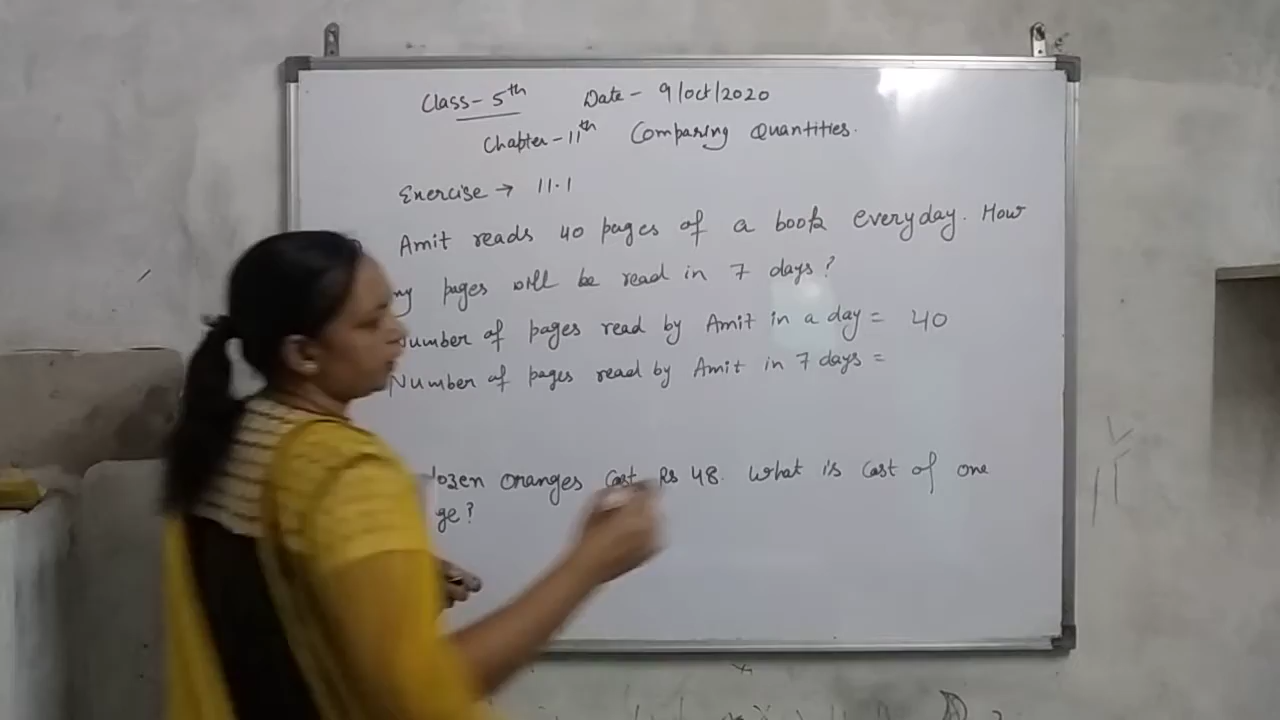 Class - 5th Date - 9/oct/2020
Chapter - 11th Comparing Quantities.
Exercise → 11.1
Amit reads 40 pages of a book everyday. How
pages will be read in 7 days?
Number of pages read by Amit in a day = 40
Number of pages read by Amit in 7 days =
dozen oranges cost Rs 48. What is cost of one
ge?